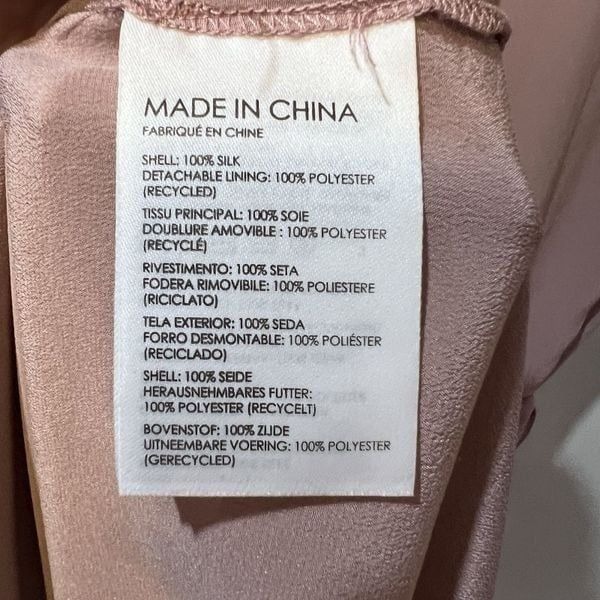 MADE IN CHINA
FABRIQUÉ EN CHINE
SHELL: 100% SILK
DETACHABLE LINING: 100% POLYESTER
(RECYCLED)
TISSU PRINCIPAL: 100% SOIE
DOUBLURE AMOVIBLE : 100% POLYESTER
(RECYCLÉ)
RIVESTIMENTO: 100% SETA
FODERA RIMOVIBILE: 100% POLIESTERE
(RICICLATO)
TELA EXTERIOR: 100% SEDA
FORRO DESMONTABLE: 100% POLIÉSTER
(RECICLADO)
SHELL: 100% SEIDE
HERAUSNEHMBARES FUTTER:
100% POLYESTER (RECYCELT)
BOVENSTOF: 100% ZIJDE
UITNEEMBARE VOERING: 100% POLYESTER
(GERECYCLED)